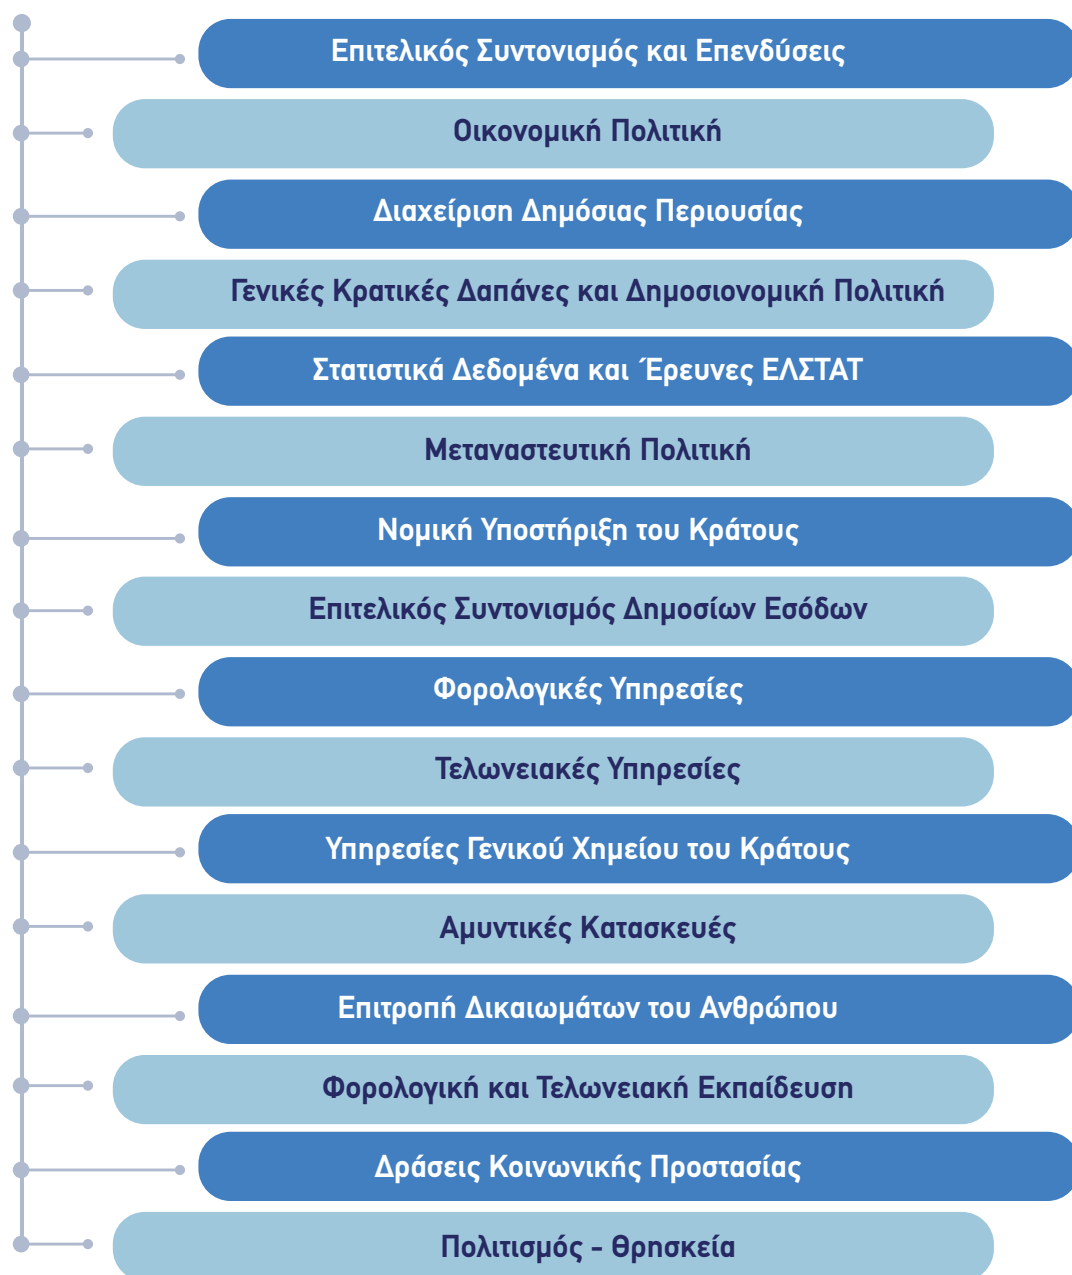 Επιτελικός Συντονισμός και Επενδύσεις
Οικονομική Πολιτική
Διαχείριση Δημόσιας Περιουσίας
Γενικές Κρατικές Δαπάνες και Δημοσιονομική Πολιτική
Στατιστικά Δεδομένα και Έρευνες ΕΛΣΤΑΤ
Μεταναστευτική Πολιτική
Νομική Υποστήριξη του Κράτους
Επιτελικός Συντονισμός Δημοσίων Εσόδων
Φορολογικές Υπηρεσίες
Τελωνειακές Υπηρεσίες
Υπηρεσίες Γενικού Χημείου του Κράτους
Αμυντικές Κατασκευές
Επιτροπή Δικαιωμάτων του Ανθρώπου
Φορολογική και Τελωνειακή Εκπαίδευση
Δράσεις Κοινωνικής Προστασίας
Πολιτισμός - Θρησκεία